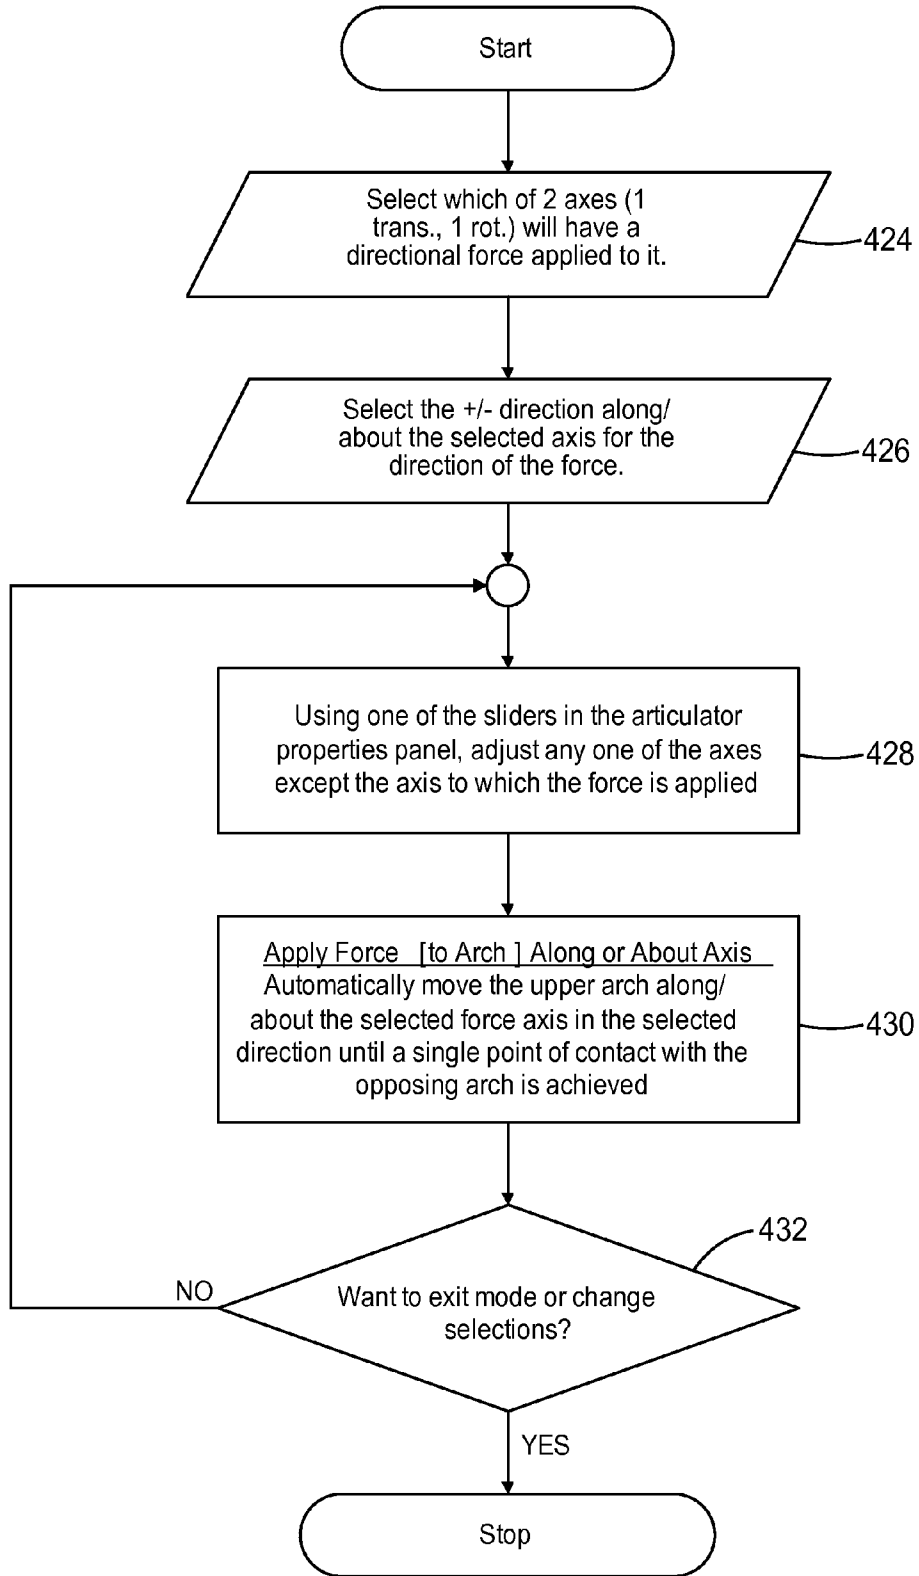 Start
Select which of 2 axes (1
trans., 1 rot.) will have a
directional force applied to it.
424
Select the +/- direction along/
about the selected axis for the
direction of the force.
426
Using one of the sliders in the articulator
properties panel, adjust any one of the axes
except the axis to which the force is applied
428
Apply Force [to Arch ] Along or About Axis
Automatically move the upper arch along/
about the selected force axis in the selected
direction until a single point of contact with the
opposing arch is achieved
430
432
Want to exit mode or change
selections?
NO
YES
Stop